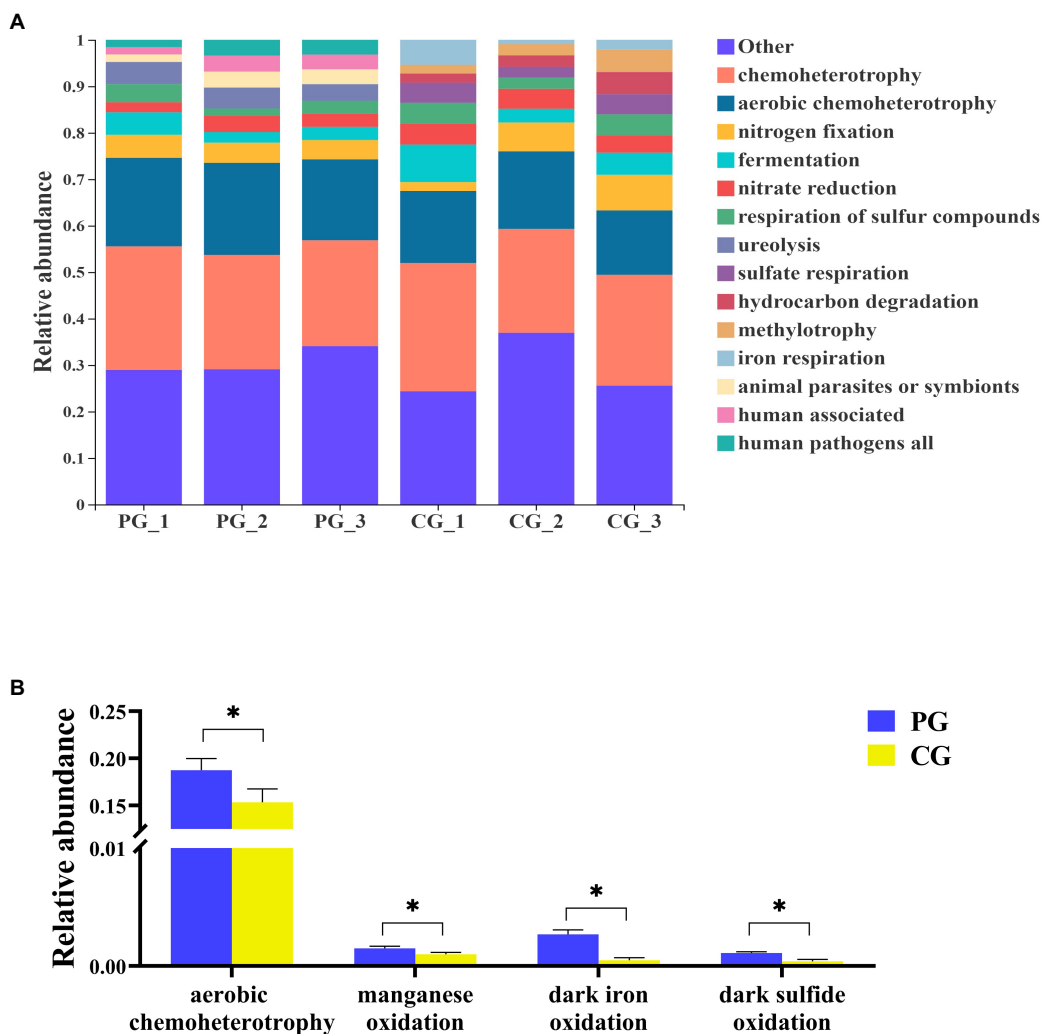 A
Relative abundance
1
0.9
0.8
0.7
0.6
0.5
0.4
0.3
0.2
0.1
0
PG_1
PG_2
PG_3
CG_1
CG_2
CG_3
Other
chemoheterotrophy
aerobic chemoheterotrophy
nitrogen fixation
fermentation
nitrate reduction
respiration of sulfur compounds
ureolysis
sulfate respiration
hydrocarbon degradation
methylotrophy
iron respiration
animal parasites or symbionts
human associated
human pathogens all
B
Relative abundance
0.25
0.20
0.15
0.01
0.00
*
*
*
*
PG
CG
aerobic
chemoheterotrophy
manganese
oxidation
dark iron
oxidation
dark sulfide
oxidation